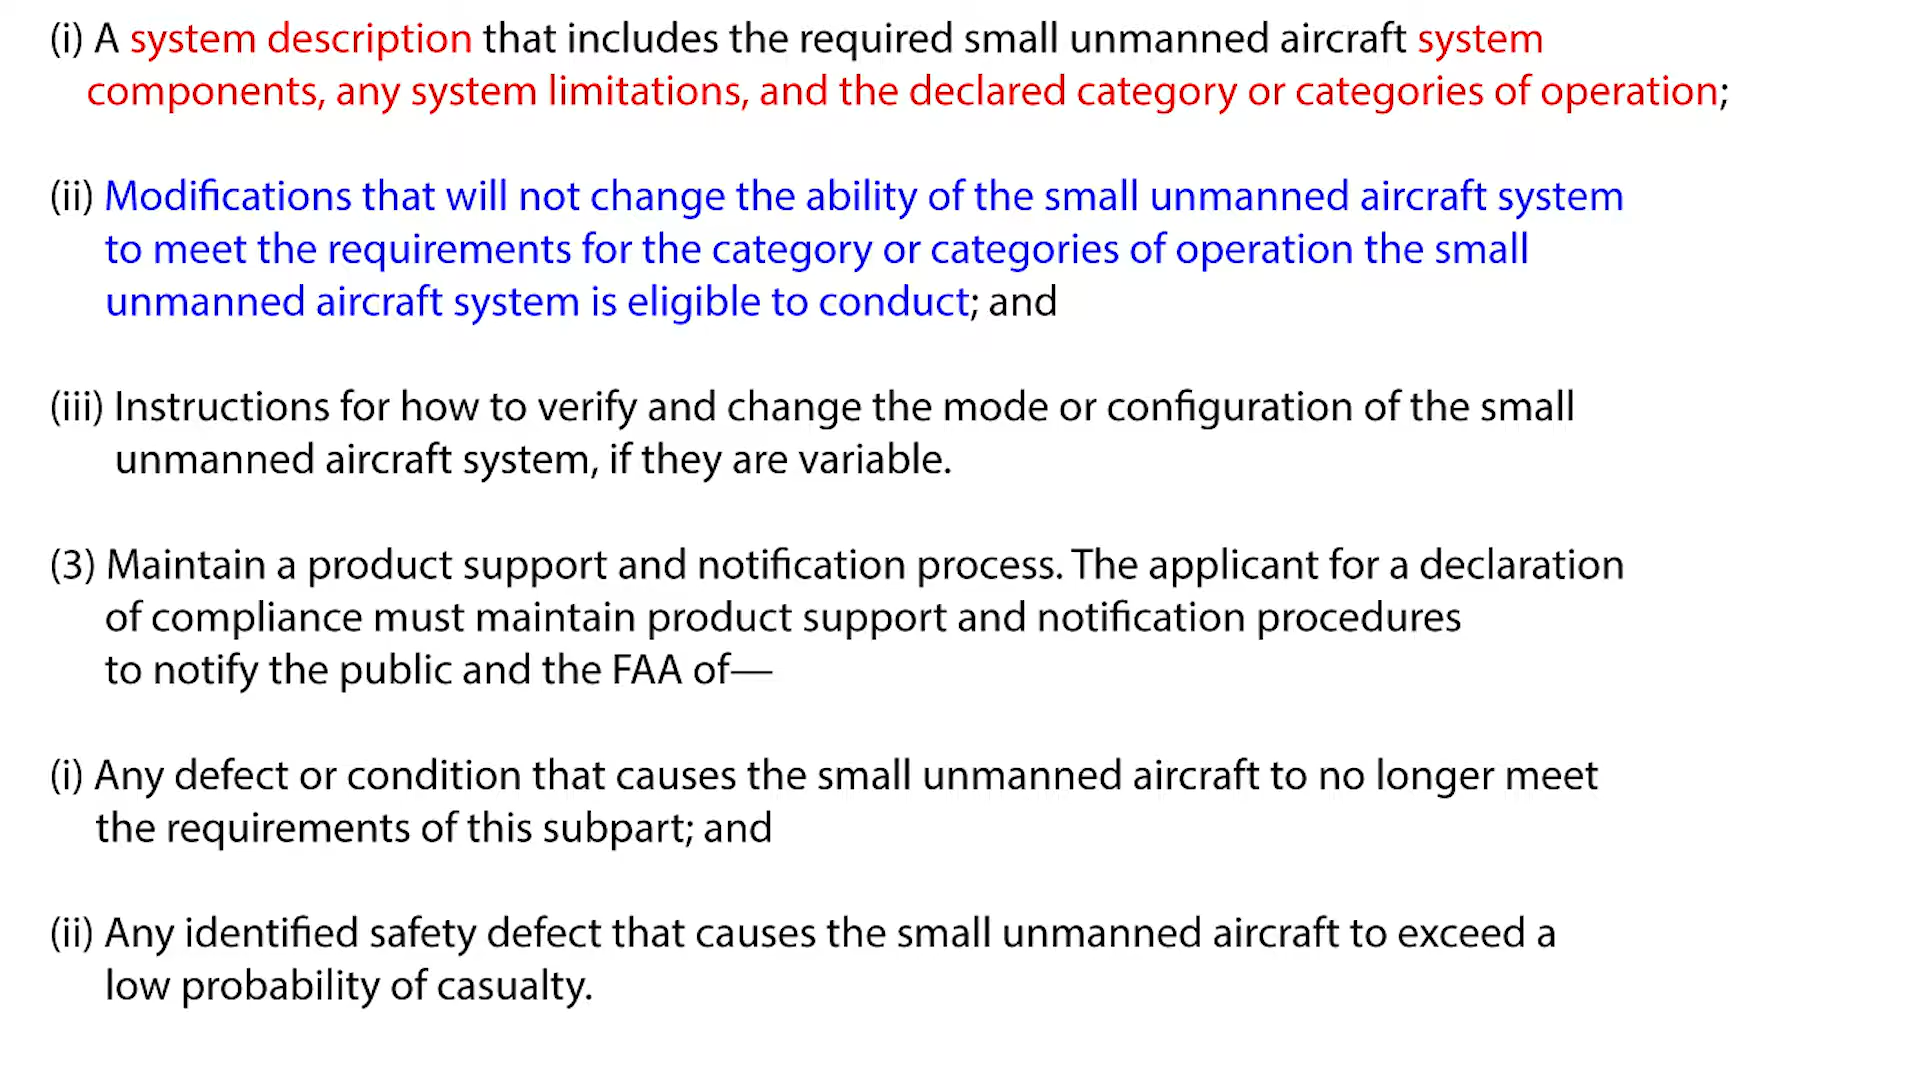 (i) A system description that includes the required small unmanned aircraft system
components, any system limitations, and the declared category or categories of operation;
(ii) Modifications that will not change the ability of the small unmanned aircraft system
to meet the requirements for the category or categories of operation the small
unmanned aircraft system is eligible to conduct; and
(iii) Instructions for how to verify and change the mode or configuration of the small
unmanned aircraft system, if they are variable.
(3) Maintain a product support and notification process. The applicant for a declaration
of compliance must maintain product support and notification procedures
to notify the public and the FAA of—
(i) Any defect or condition that causes the small unmanned aircraft to no longer meet
the requirements of this subpart; and
(ii) Any identified safety defect that causes the small unmanned aircraft to exceed a
low probability of casualty.